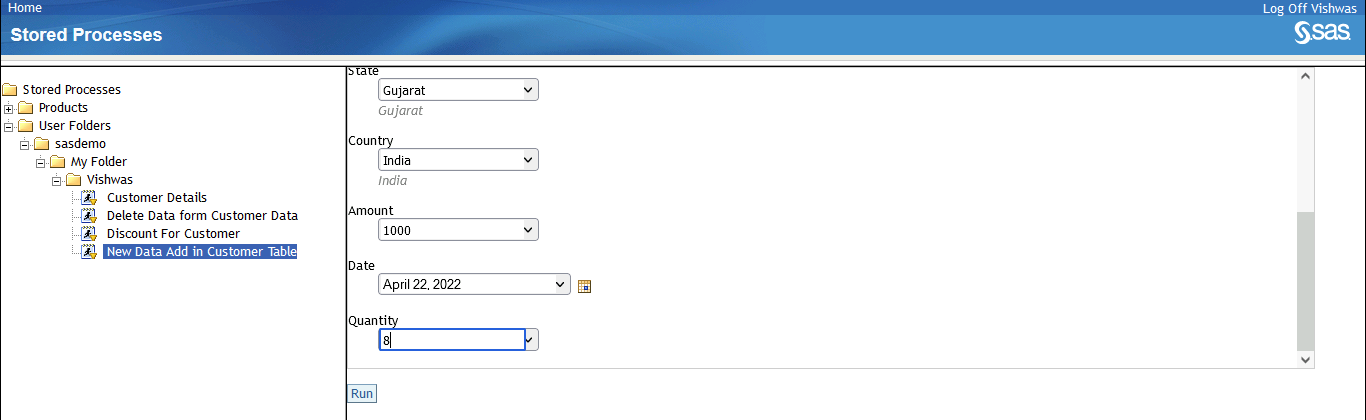 Home
Log Off Vishwas
Stored Processes
sas
Stored Processes
Products
User Folders
sasdemo
My Folder
Vishwas
Customer Details
Delete Data form Customer Data
Discount For Customer
New Data Add in Customer Table
State
Gujarat
Gujarat
Country
India
India
Amount
1000
Date
April 22, 2022
Quantity
8
Run